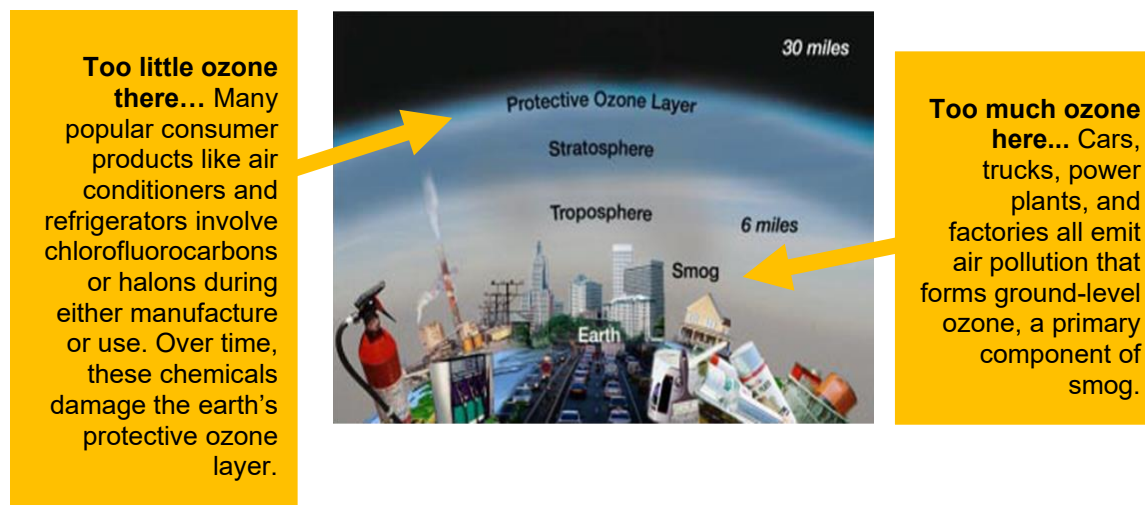 Too little ozone
there… Many
popular consumer
products like air
conditioners and
refrigerators involve
chlorofluorocarbons
or halons during
either manufacture
or use. Over time,
these chemicals
damage the earth’s
protective ozone
layer.
30 miles
Protective Ozone Layer
Stratosphere
Troposphere
6 miles
Smog
Earth
Too much ozone
here... Cars,
trucks, power
plants, and
factories all emit
air pollution that
forms ground-level
ozone, a primary
component of
smog.